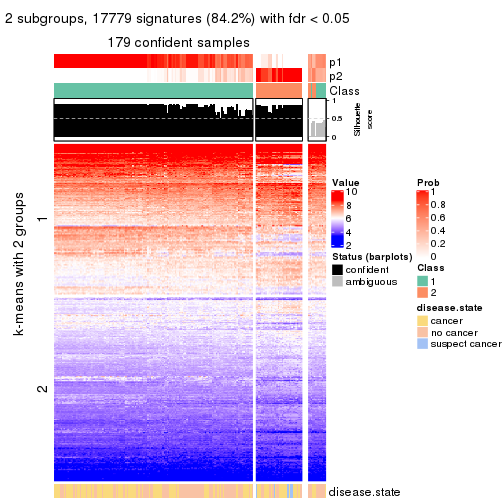 2 subgroups, 17779 signatures (84.2%) with fdr < 0.05
179 confident samples
p1
p2
Class
1
0.5
0
Silhouette
score
k-means with 2 groups
1
2
Value
10
8
6
4
2
Status (barplots)
confident
ambiguous
Prob
1
0.8
0.6
0.4
0.2
0
Class
1
2
disease.state
cancer
no cancer
suspect cancer
disease.state